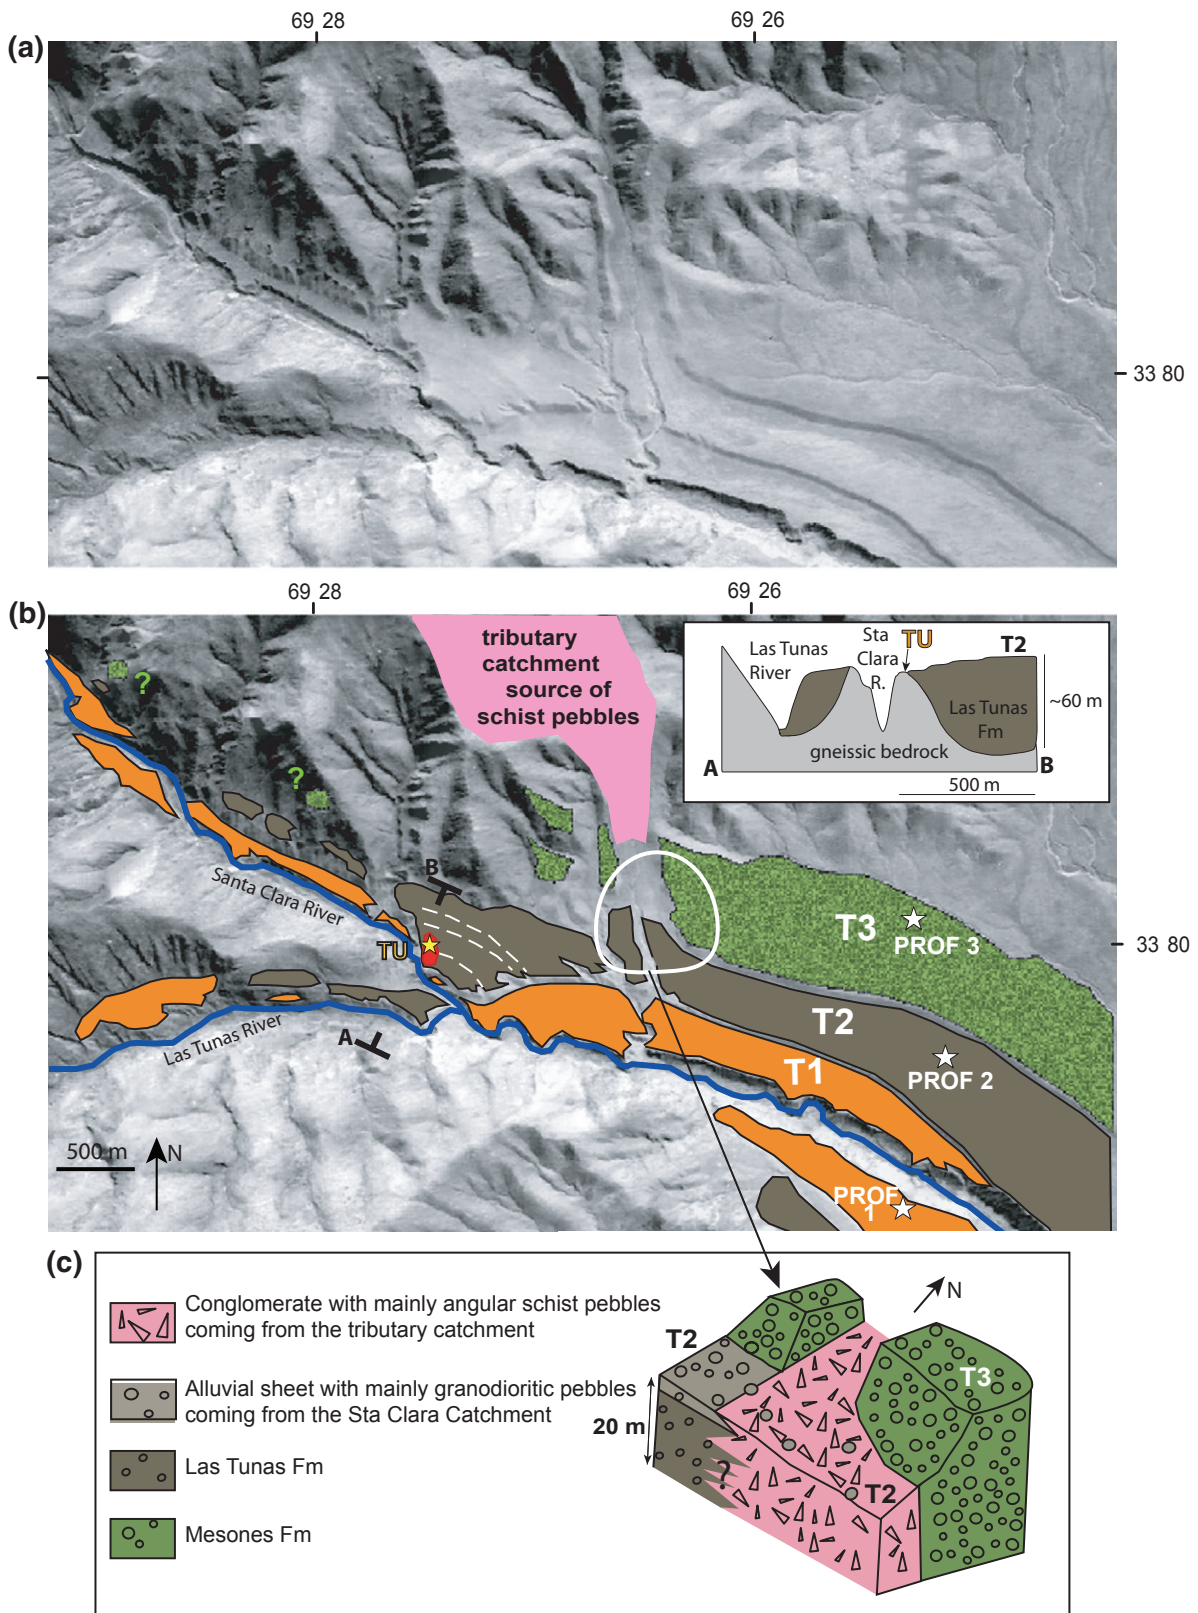 (a)
69 28
69 26
33 80
(b)
69 28
69 26
tributary
catchment
source of
schist pebbles
Las Tunas
River
Sta
Clara
R.
TU
T2
Las Tunas
Fm
~60 m
gneissic bedrock
A
B
500 m
?
?
Santa Clara River
B
TU
Las Tunas River
A
T3
PROF 3
33 80
T2
PROF 2
T1
PROF
1
500 m
N
(c)
Conglomerate with mainly angular schist pebbles
coming from the tributary catchment
Alluvial sheet with mainly granodioritic pebbles
coming from the Sta Clara Catchment
Las Tunas Fm
Mesones Fm
N
T2
T3
20 m
?
T2